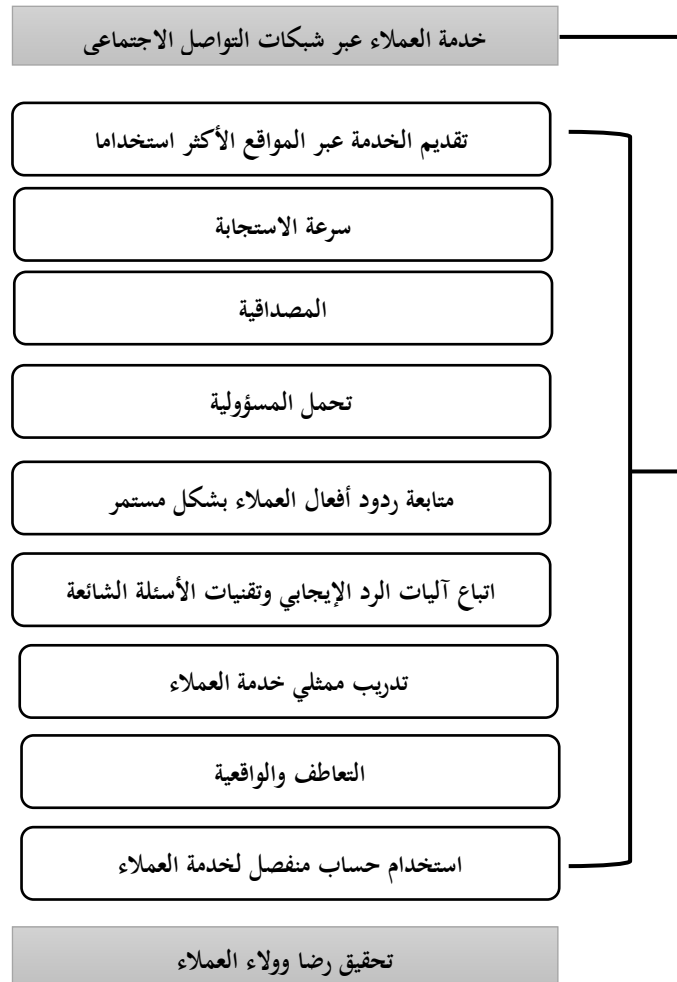 خدمة العملاء عبر شبكات التواصل الاجتماعى
تقديم الخدمة عبر المواقع الأكثر استخداما
سرعة الاستجابة
المصداقية
تحمل المسؤولية
متابعة ردود أفعال العملاء بشكل مستمر
اتباع آليات الرد الإيجابي وتقنيات الأسئلة الشائعة
تدريب ممثلي خدمة العملاء
التعاطف والواقعية
استخدام حساب منفصل لخدمة العملاء
تحقيق رضا وولاء العملاء